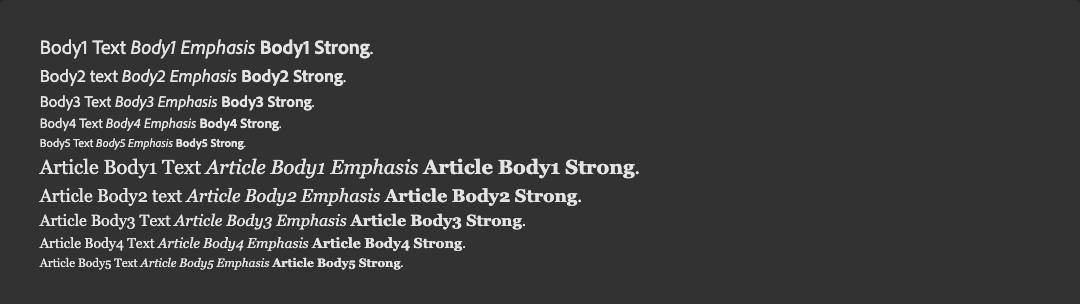 Body1 Text Body1 Emphasis Body1 Strong.
Body2 text Body2 Emphasis Body2 Strong.
Body3 Text Body3 Emphasis Body3 Strong.
Body4 Text Body4 Emphasis Body4 Strong.
Body5 Text Body5 Emphasis Body5 Strong.
Article Body1 Text Article Body1 Emphasis Article Body1 Strong.
Article Body2 text Article Body2 Emphasis Article Body2 Strong.
Article Body3 Text Article Body3 Emphasis Article Body3 Strong.
Article Body4 Text Article Body4 Emphasis Article Body4 Strong.
Article Body5 Text Article Body5 Emphasis Article Body5 Strong.